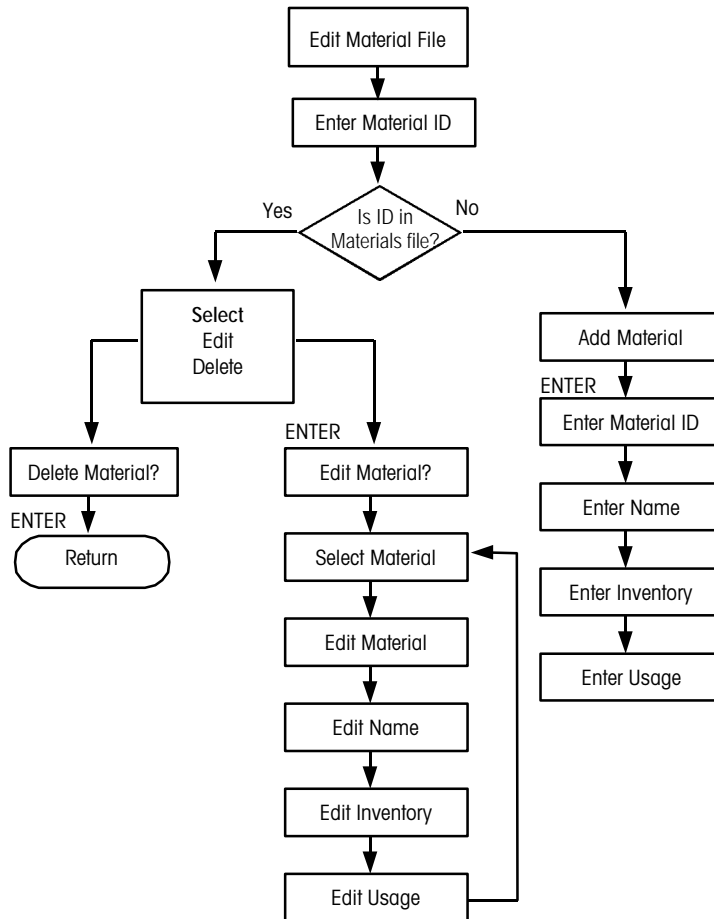 Edit Material File
Enter Material ID
Yes
Is ID in
Materials file?
No
Select
Edit
Delete
Delete Material?
ENTER
Return
ENTER
Edit Material?
Select Material
Edit Material
Edit Name
Edit Inventory
Edit Usage
Add Material
ENTER
Enter Material ID
Enter Name
Enter Inventory
Enter Usage